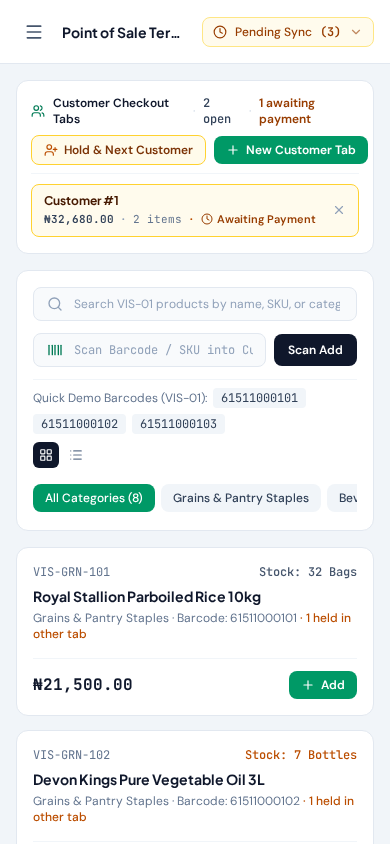 Point of Sale Ter...
Pending Sync (3)
Customer Checkout Tabs · 2 open · 1 awaiting payment
Hold & Next Customer
New Customer Tab
Customer #1
₦32,680.00 · 2 items · Awaiting Payment
Search VIS-01 products by name, SKU, or categ
Scan Barcode / SKU into Cu
Scan Add
Quick Demo Barcodes (VIS-01): 61511000101
61511000102 61511000103
All Categories (8) Grains & Pantry Staples Bev
VIS-GRN-101 Stock: 32 Bags
Royal Stallion Parboiled Rice 10kg
Grains & Pantry Staples · Barcode: 61511000101 · 1 held in
other tab
₦21,500.00 Add
VIS-GRN-102 Stock: 7 Bottles
Devon Kings Pure Vegetable Oil 3L
Grains & Pantry Staples · Barcode: 61511000102 · 1 held in
other tab